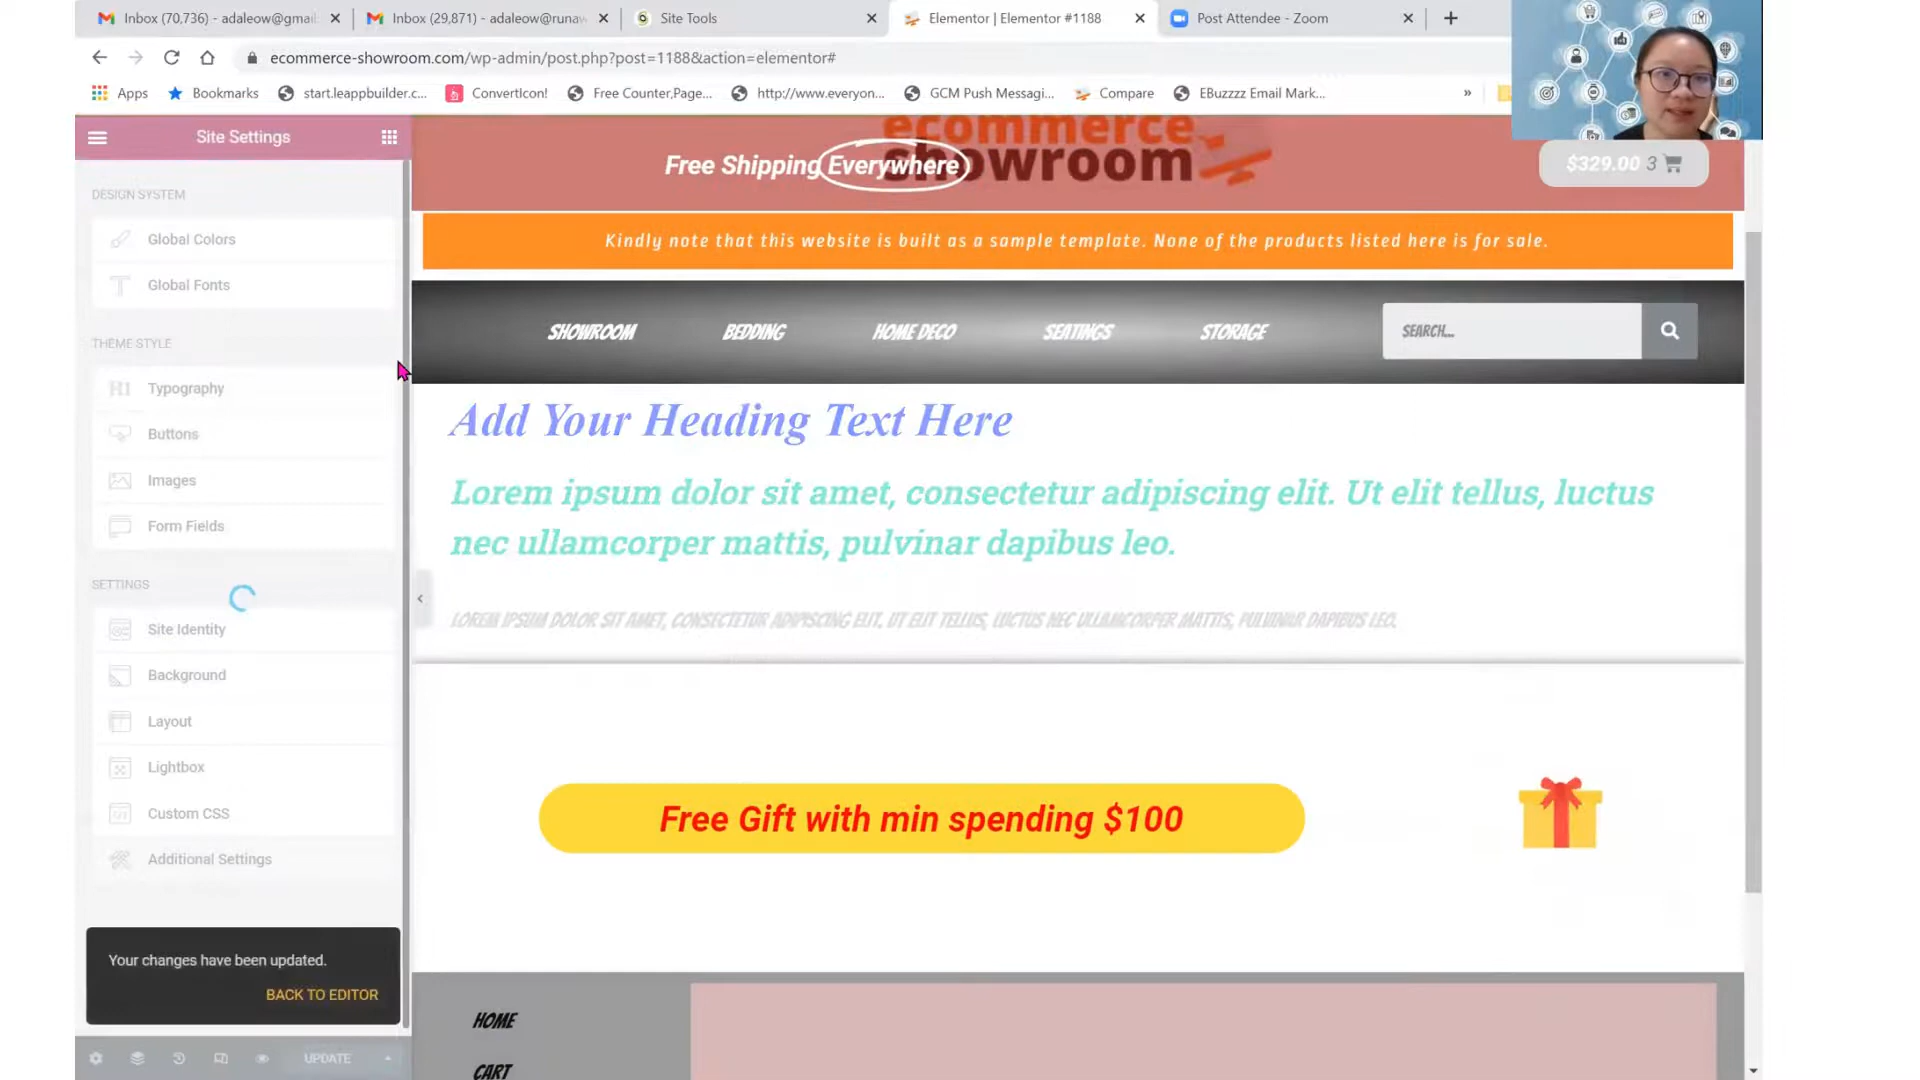 Inbox (70,736) - adaleow@gmail
Inbox (29,871) - adaleow@runaw
Site Tools
Elementor | Elementor #1188
Post Attendee - Zoom
ecommerce-showroom.com/wp-admin/post.php?post=1188&action=elementor#
Apps
Bookmarks
start.leappbuilder.c...
ConvertIcon!
Free Counter,Page...
http://www.everyon...
GCM Push Messagi...
Compare
EBuzzzz Email Mark...
»
Site Settings
DESIGN SYSTEM
Global Colors
Global Fonts
THEME STYLE
H1 Typography
Buttons
Images
Form Fields
SETTINGS
Site Identity
Background
Layout
Lightbox
Custom CSS
Additional Settings
Your changes have been updated.
BACK TO EDITOR
UPDATE
ecommerce
showroom
Free Shipping Everywhere
$329.00 3
Kindly note that this website is built as a sample template. None of the products listed here is for sale.
SHOWROOM
BEDDING
HOME DECO
SEATINGS
STORAGE
SEARCH...
Add Your Heading Text Here
Lorem ipsum dolor sit amet, consectetur adipiscing elit. Ut elit tellus, luctus
nec ullamcorper mattis, pulvinar dapibus leo.
LOREM IPSUM DOLOR SIT AMET, CONSECTETUR ADIPISCING ELIT. UT ELIT TELLUS, LUCTUS NEC ULLAMCORPER MATTIS, PULVINAR DAPIBUS LEO.
Free Gift with min spending $100
HOME
CART